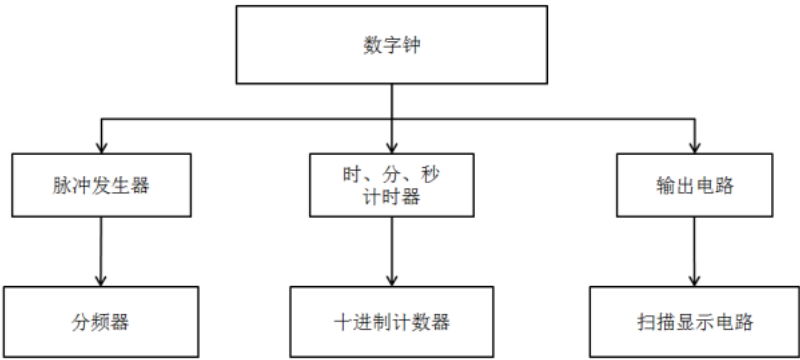 数字钟
脉冲发生器
时、分、秒
计时器
输出电路
分频器
十进制计数器
扫描显示电路